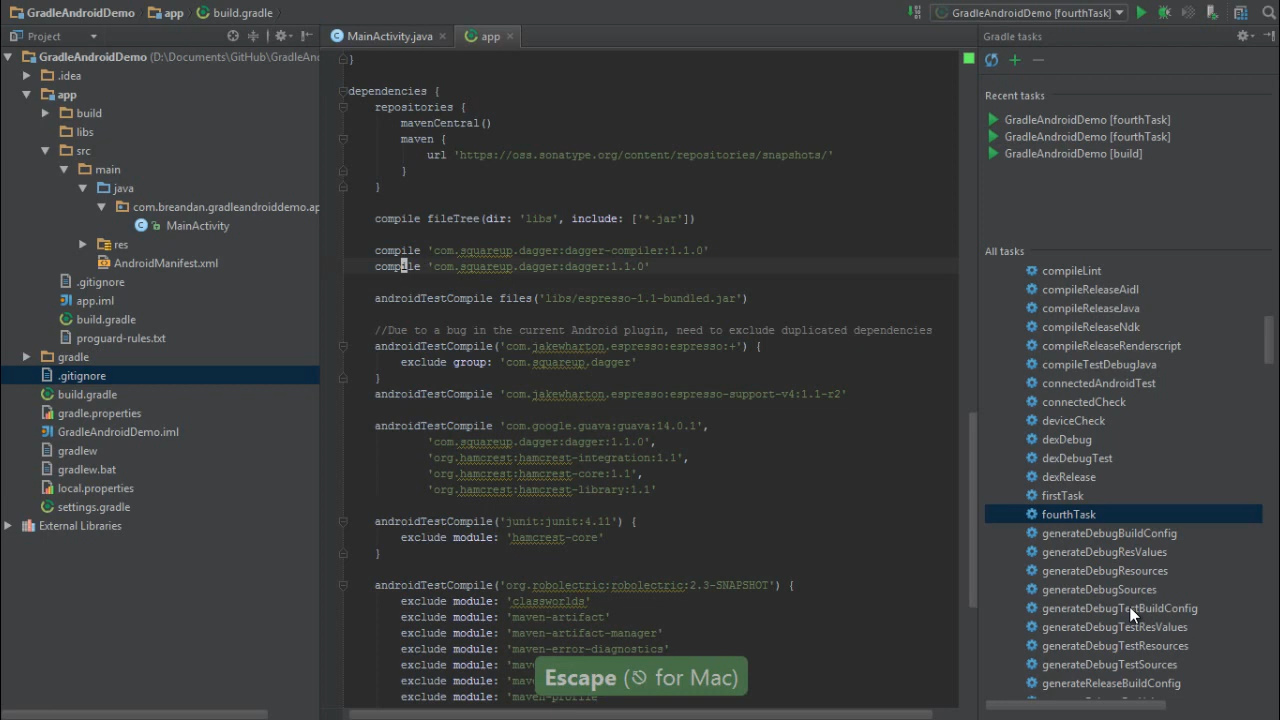 GradleAndroidDemo app build.gradle
GradleAndroidDemo [fourthTask]
Project
GradleAndroidDemo (D:\Documents\GitHub\GradleAn
.idea
app
build
libs
src
main
java
com.breandan.gradleandroiddemo.ap
MainActivity
res
AndroidManifest.xml
.gitignore
app.iml
build.gradle
proguard-rules.txt
gradle
.gitignore
build.gradle
gradle.properties
GradleAndroidDemo.iml
gradlew
gradlew.bat
local.properties
settings.gradle
External Libraries
MainActivity.java app
}
dependencies {
repositories {
mavenCentral()
maven {
url 'https://oss.sonatype.org/content/repositories/snapshots/'
}
}
compile fileTree(dir: 'libs', include: ['*.jar'])
compile 'com.squareup.dagger:dagger-compiler:1.1.0'
compile 'com.squareup.dagger:dagger:1.1.0'
androidTestCompile files('libs/espresso-1.1-bundled.jar')
//Due to a bug in the current Android plugin, need to exclude duplicated dependencies
androidTestCompile('com.jakewharton.espresso:espresso:+') {
exclude group: 'com.squareup.dagger'
}
androidTestCompile 'com.jakewharton.espresso:espresso-support-v4:1.1-r2'
androidTestCompile 'com.google.guava:guava:14.0.1',
'com.squareup.dagger:dagger:1.1.0',
'org.hamcrest:hamcrest-integration:1.1',
'org.hamcrest:hamcrest-core:1.1',
'org.hamcrest:hamcrest-library:1.1'
androidTestCompile('junit:junit:4.11') {
exclude module: 'hamcrest-core'
}
androidTestCompile('org.robolectric:robolectric:2.3-SNAPSHOT') {
exclude module: 'classworlds'
exclude module: 'maven-artifact'
exclude module: 'maven-artifact-manager'
exclude module: 'maven-error-diagnostics'
exclude module:
exclude module:
exclude module: 'maven-profile'
Escape (⎋ for Mac)
Gradle tasks
Recent tasks
GradleAndroidDemo [fourthTask]
GradleAndroidDemo [fourthTask]
GradleAndroidDemo [build]
All tasks
compileLint
compileReleaseAidl
compileReleaseJava
compileReleaseNdk
compileReleaseRenderscript
compileTestDebugJava
connectedAndroidTest
connectedCheck
deviceCheck
dexDebug
dexDebugTest
dexRelease
firstTask
fourthTask
generateDebugBuildConfig
generateDebugResValues
generateDebugResources
generateDebugSources
generateDebugTestBuildConfig
generateDebugTestResValues
generateDebugTestResources
generateDebugTestSources
generateReleaseBuildConfig